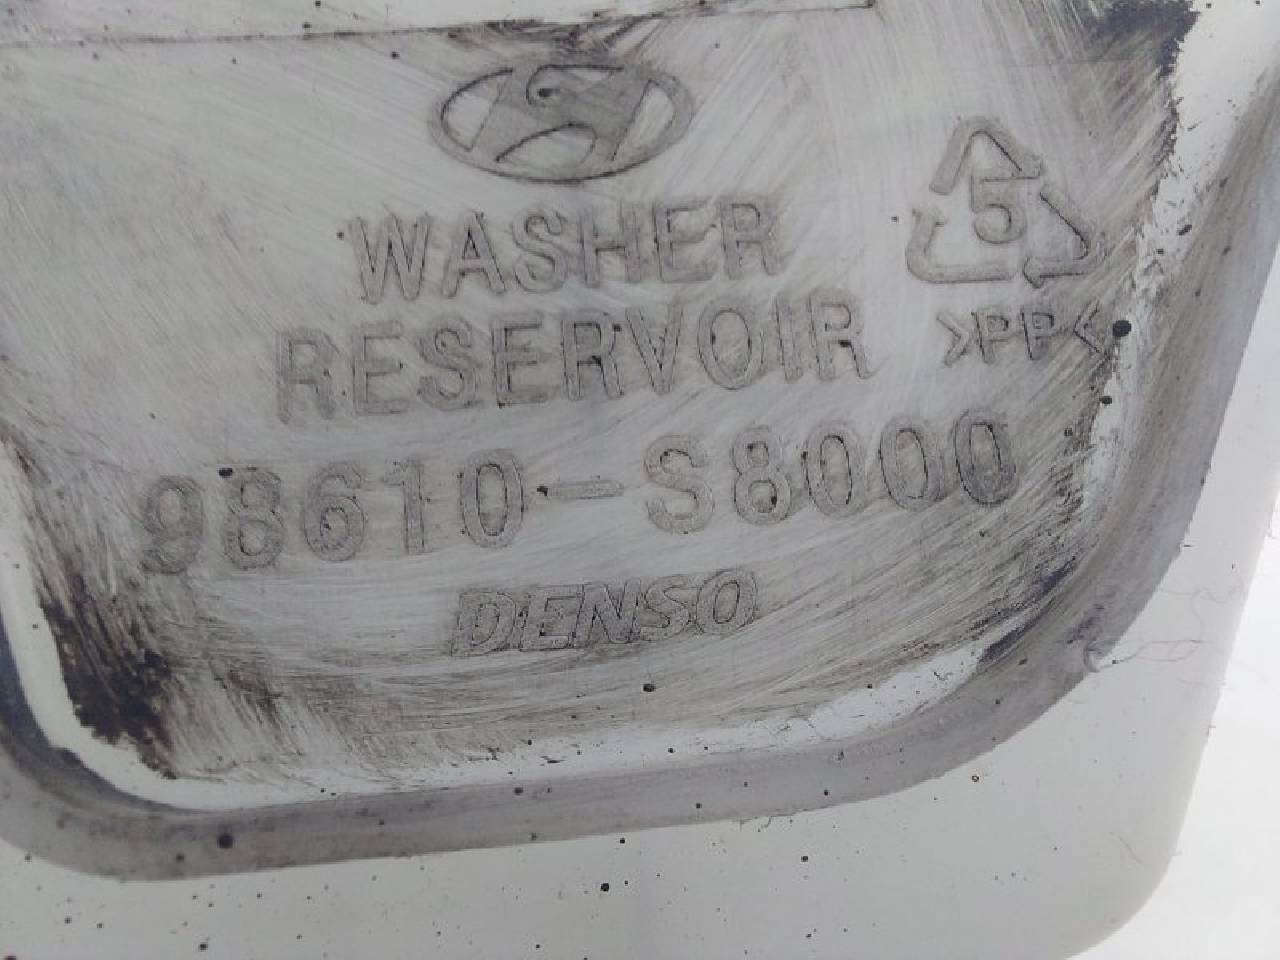 WASHER
RESERVOIR
5
>PP<
98610-S8000
DENSO